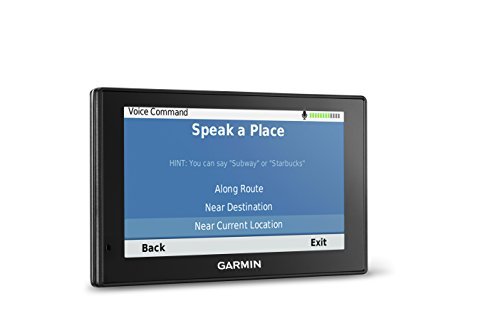 Voice Command
Speak a Place
HINT: You can say "Subway" or "Starbucks"
Along Route
Near Destination
Near Current Location
Back
Exit
GARMIN